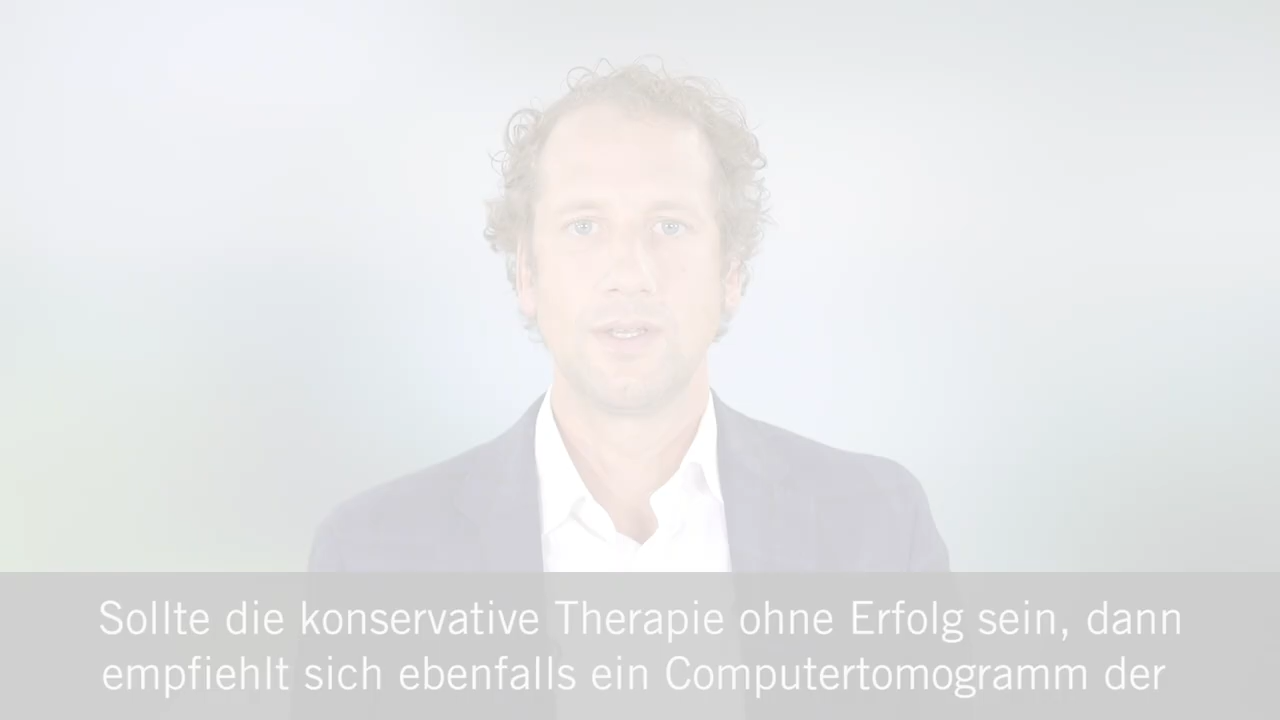 Sollte die konservative Therapie ohne Erfolg sein, dann
empfiehlt sich ebenfalls ein Computertomogramm der